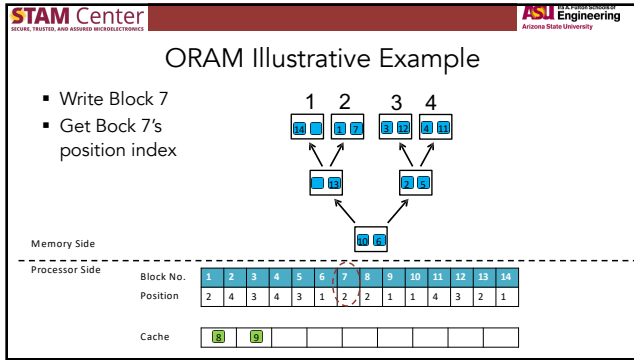 STAM Center
SECURE, TRUSTED, AND ASSURED MICROELECTRONICS
ASU Ira A. Fulton Schools of
Engineering
Arizona State University
ORAM Illustrative Example
▪ Write Block 7
▪ Get Bock 7's
position index
1 2 3 4
14 1 7 3 12 4 11
13 2 5
10 6
Memory Side
Processor Side
Block No. 1 2 3 4 5 6 7 8 9 10 11 12 13 14
Position 2 4 3 4 3 1 2 2 1 1 4 3 2 1
Cache 8 9